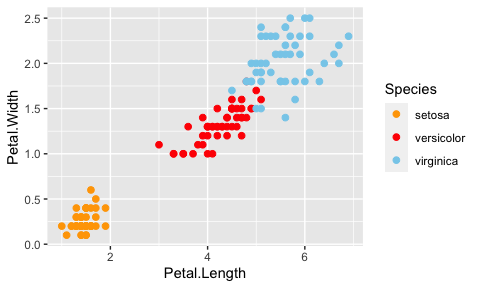 2.5
2.0
1.5
1.0
0.5
0.0
Petal.Width
2
4
6
Petal.Length
Species
setosa
versicolor
virginica